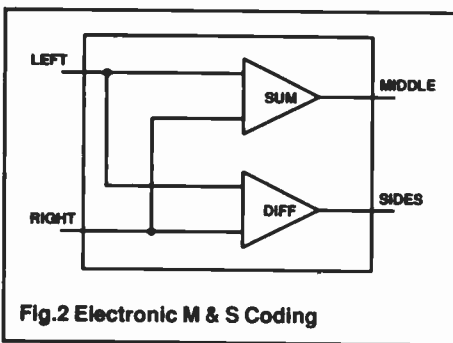 LEFT
SUM
MIDDLE
DIFF
SIDES
RIGHT
Fig.2 Electronic M & S Coding